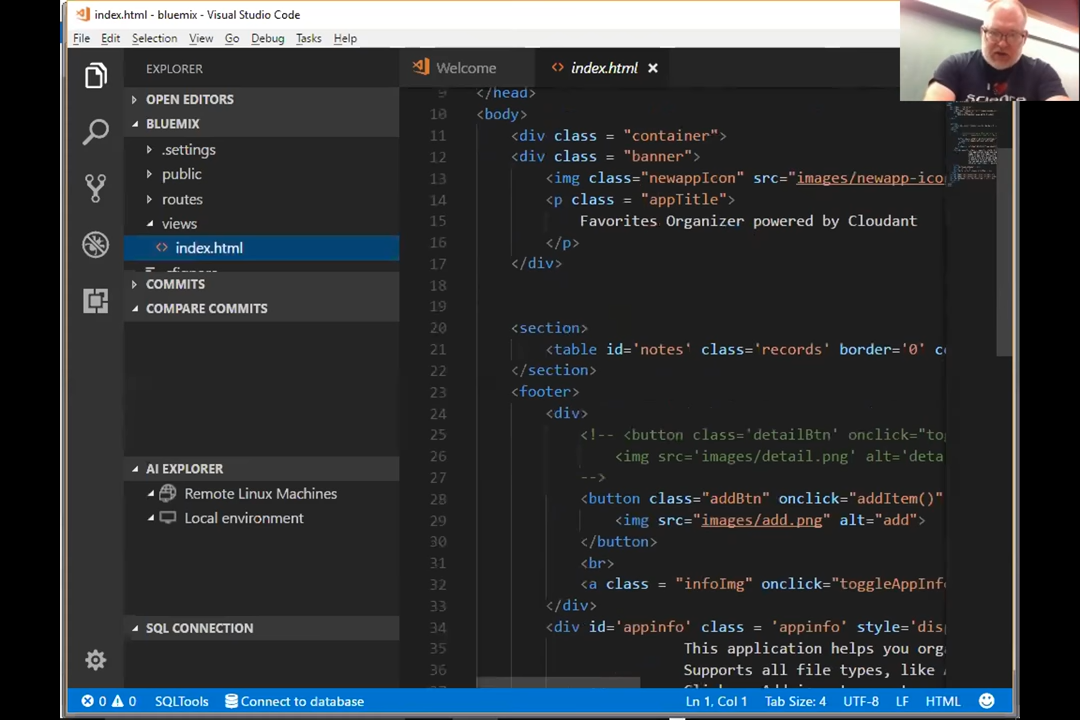 index.html - bluemix - Visual Studio Code
File Edit Selection View Go Debug Tasks Help
EXPLORER
OPEN EDITORS
BLUEMIX
.settings
public
routes
views
index.html
COMMITS
COMPARE COMMITS
AI EXPLORER
Remote Linux Machines
Local environment
SQL CONNECTION
Welcome
index.html
</head>
10 <body>
11 <div class = "container">
12 <div class = "banner">
13 <img class="newappIcon" src="images/newapp-ico
14 <p class = "appTitle">
15 Favorites Organizer powered by Cloudant
16 </p>
17 </div>
18
19
20 <section>
21 <table id='notes' class='records' border='0' c
22 </section>
23 <footer>
24 <div>
25 <!-- <button class='detailBtn' onclick="to
26 <img src='images/detail.png' alt='deta
27 -->
28 <button class="addBtn" onclick="addItem()"
29 <img src="images/add.png" alt="add">
30 </button>
31 <br>
32 <a class = "infoImg" onclick="toggleAppInf
33 </div>
34 <div id='appinfo' class = 'appinfo' style='dis
35 This application helps you org
36 Supports all file types, like
0 0 SQLTools Connect to database Ln 1, Col 1 Tab Size: 4 UTF-8 LF HTML